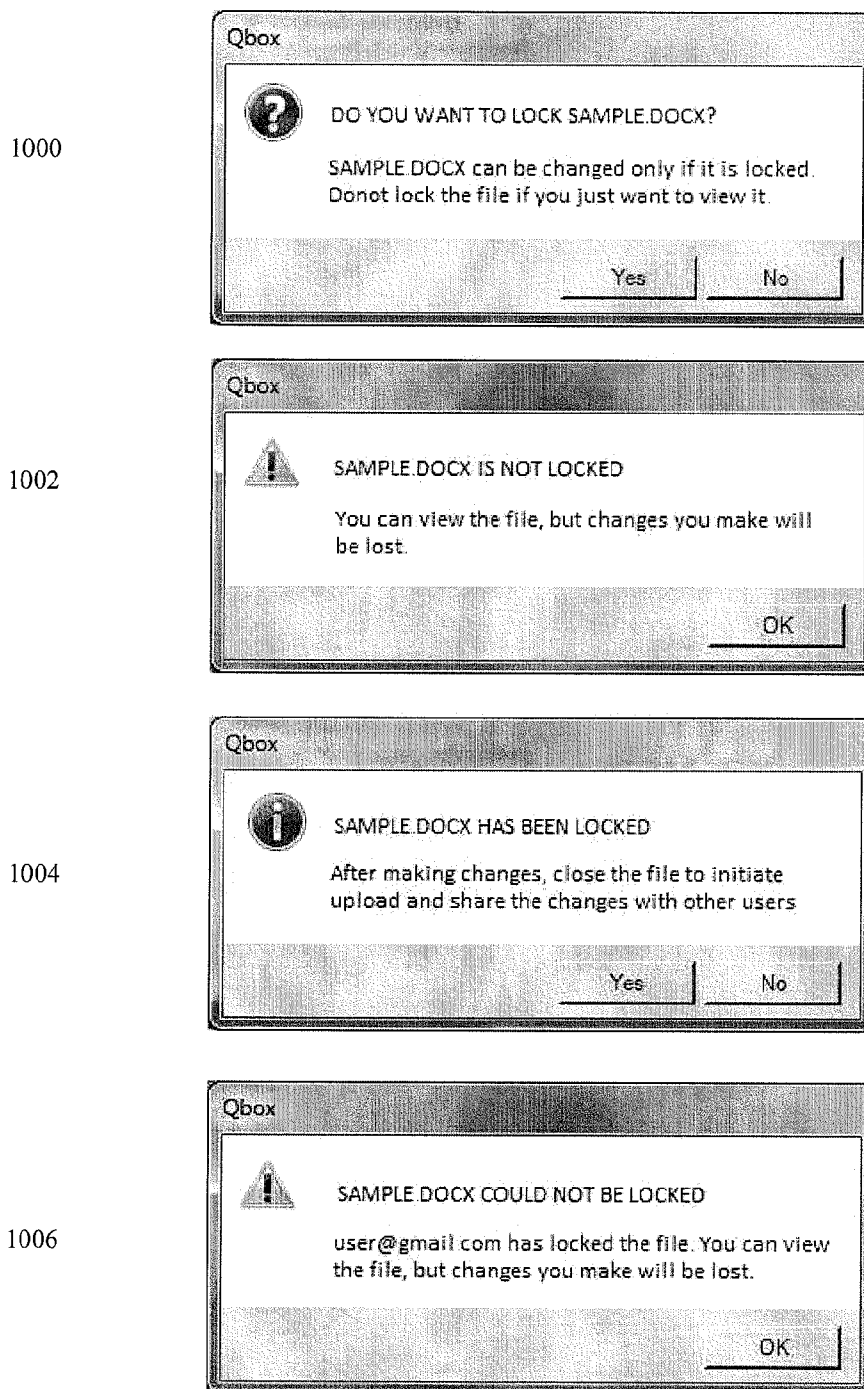 Qbox
1000
DO YOU WANT TO LOCK SAMPLE.DOCX?
SAMPLE.DOCX can be changed only if it is locked.
Donot lock the file if you just want to view it.
Yes No
Qbox
1002
SAMPLE.DOCX IS NOT LOCKED
You can view the file, but changes you make will
be lost.
OK
Qbox
1004
SAMPLE.DOCX HAS BEEN LOCKED
After making changes, close the file to initiate
upload and share the changes with other users
Yes No
Qbox
1006
SAMPLE.DOCX COULD NOT BE LOCKED
user@gmail.com has locked the file. You can view
the file, but changes you make will be lost.
OK